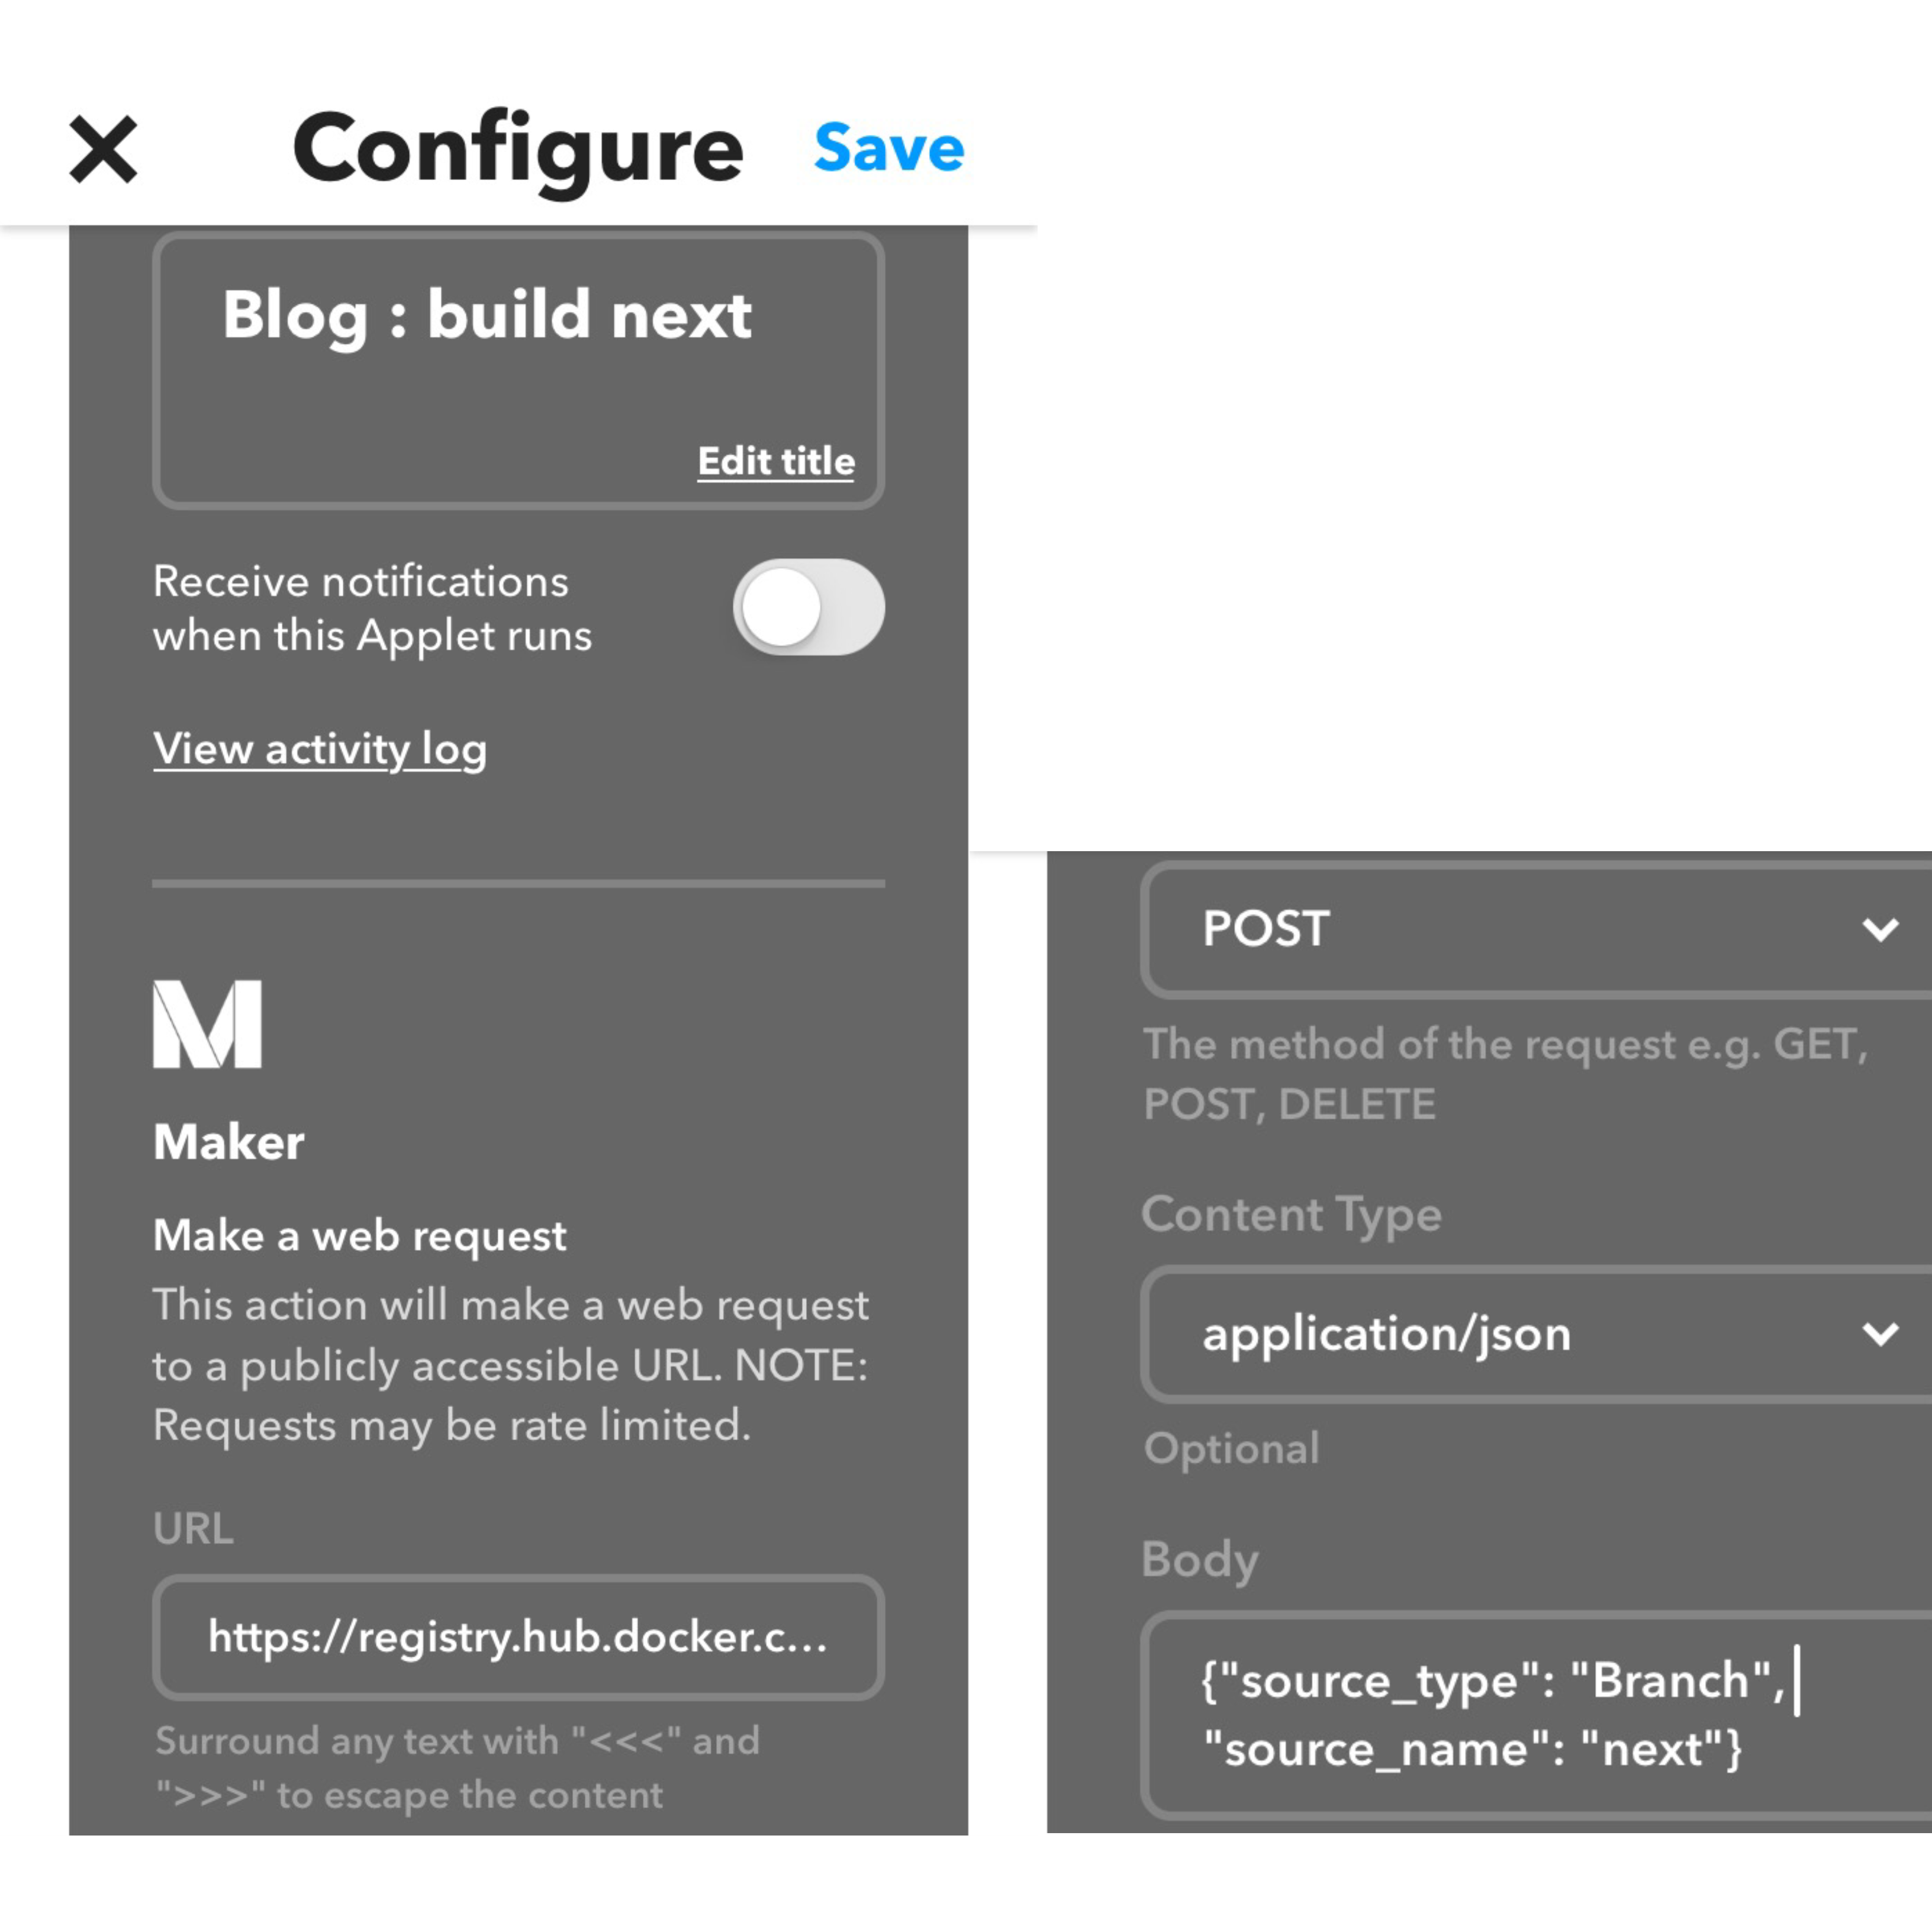 Configure
Save
Blog : build next
Edit title
Receive notifications
when this Applet runs
View activity log
Maker
Make a web request
This action will make a web request
to a publicly accessible URL. NOTE:
Requests may be rate limited.
URL
https://registry.hub.docker.c...
Surround any text with "<<<" and
">>>" to escape the content
POST
The method of the request e.g. GET,
POST, DELETE
Content Type
application/json
Optional
Body
{"source_type": "Branch",
"source_name": "next"}